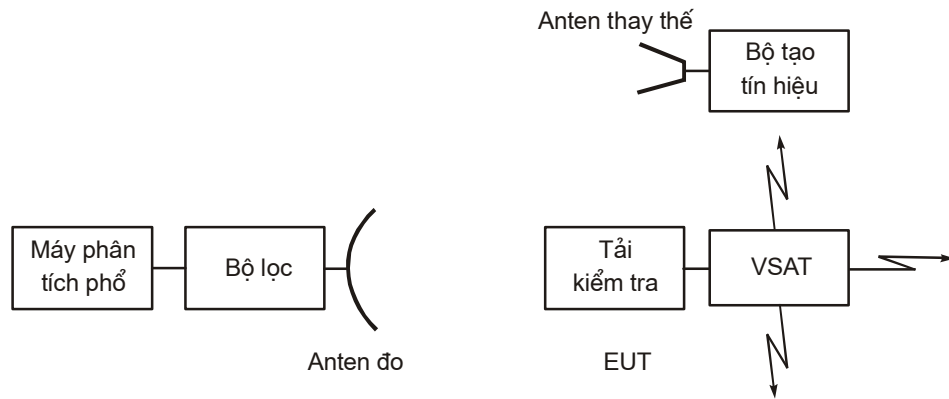 Anten thay thế
Bộ tạo
tín hiệu
Máy phân
tích phổ
Bộ lọc
Anten đo
Tải
kiểm tra
VSAT
EUT